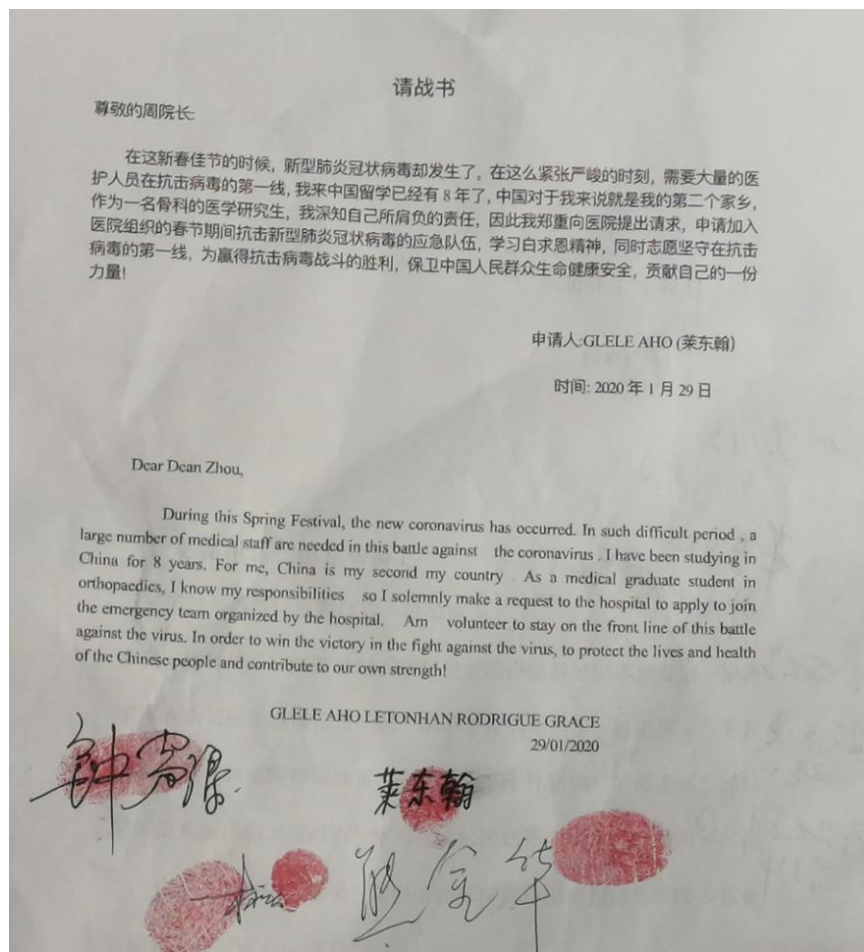 请战书
尊敬的周院长:
在这新春佳节的时候，新型肺炎冠状病毒却发生了，在这么紧张严峻的时刻，需要大量的医
护人员在抗击病毒的第一线，我来中国留学已经有 8 年了，中国对于我来说就是我的第二个家乡，
作为一名骨科的医学研究生，我深知自己所肩负的责任，因此我郑重向医院提出请求，申请加入
医院组织的春节期间抗击新型肺炎冠状病毒的应急队伍，学习白求恩精神，同时志愿坚守在抗击
病毒的第一线，为赢得抗击病毒战斗的胜利，保卫中国人民群众生命健康安全，贡献自己的一份
力量!
申请人:GLELE AHO (莱东翰)
时间: 2020 年 1 月 29 日
Dear Dean Zhou,
During this Spring Festival, the new coronavirus has occurred. In such difficult period , a
large number of medical staff are needed in this battle against the coronavirus . I have been studying in
China for 8 years. For me, China is my second my country . As a medical graduate student in
orthopaedics, I know my responsibilities so I solemnly make a request to the hospital to apply to join
the emergency team organized by the hospital. Am volunteer to stay on the front line of this battle
against the virus. In order to win the victory in the fight against the virus, to protect the lives and health
of the Chinese people and contribute to our own strength!
GLELE AHO LETONHAN RODRIGUE GRACE
29/01/2020
莱东翰
熊金华